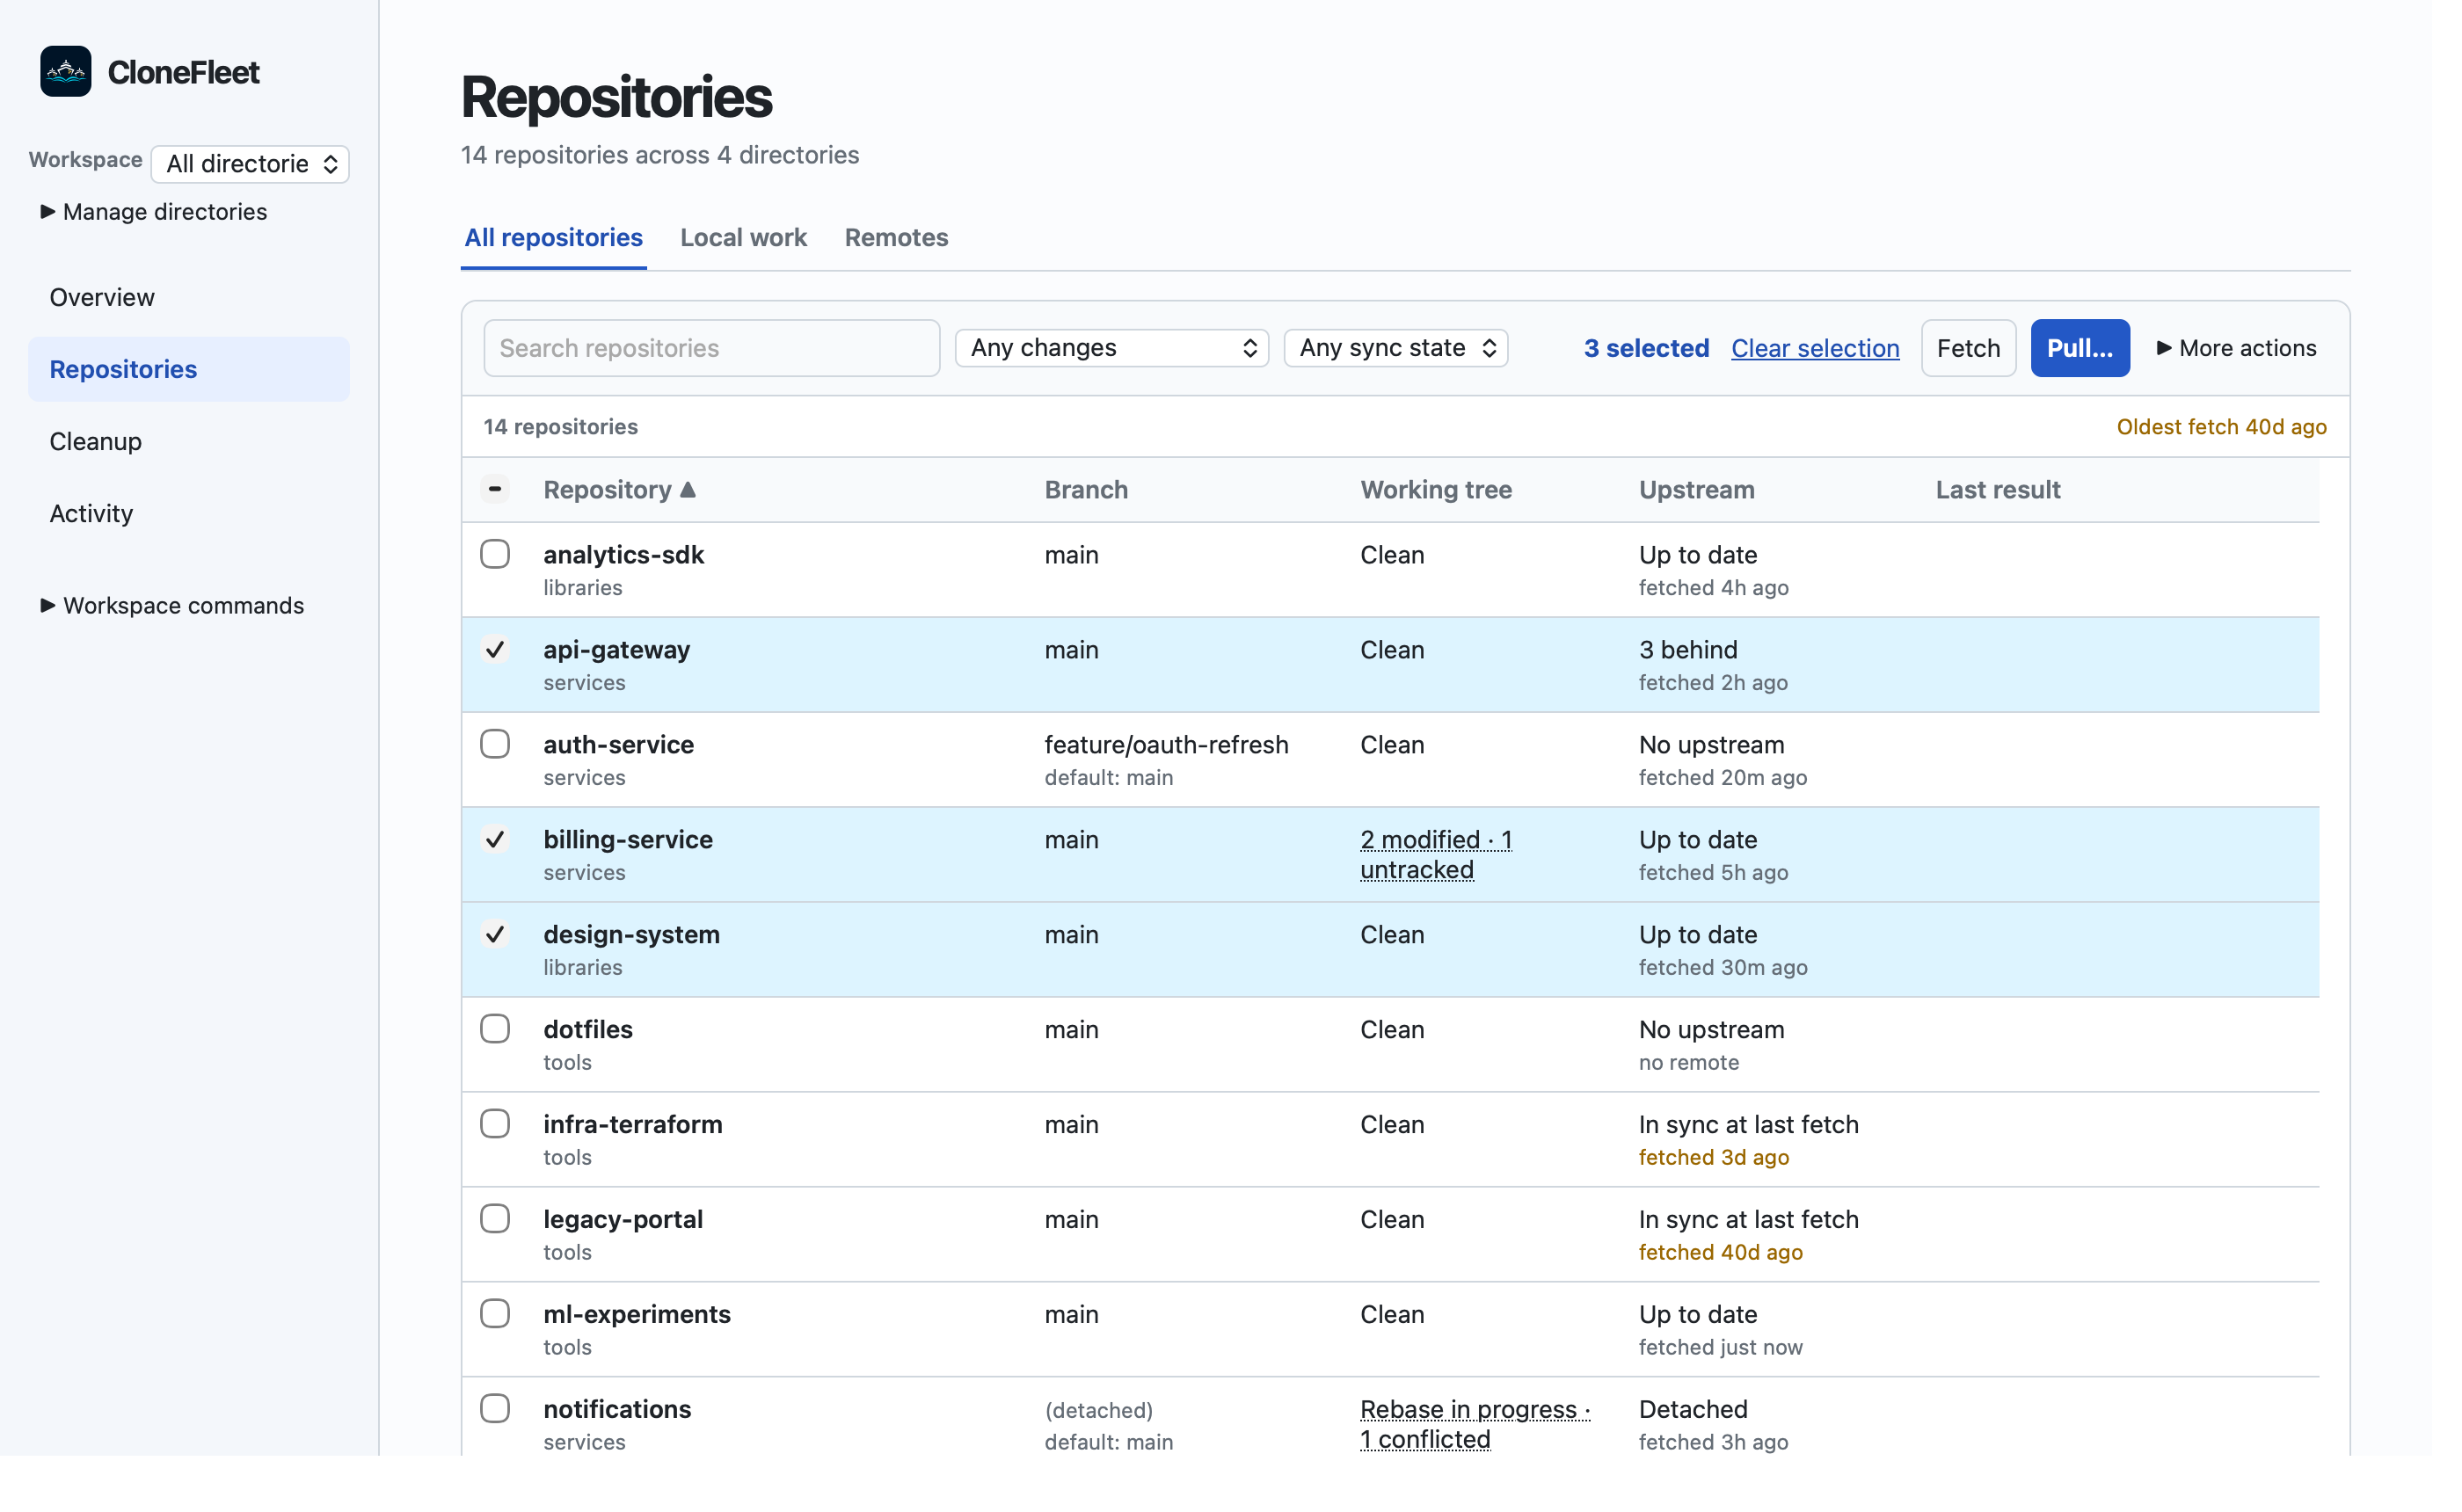 CloneFleet
Workspace All directorie
Manage directories
Overview
Repositories
Cleanup
Activity
Workspace commands
Repositories
14 repositories across 4 directories
All repositories Local work Remotes
Search repositories Any changes Any sync state 3 selected Clear selection Fetch Pull... More actions
14 repositories Oldest fetch 40d ago
Repository ▲ Branch Working tree Upstream Last result
analytics-sdk main Clean Up to date
libraries fetched 4h ago
api-gateway main Clean 3 behind
services fetched 2h ago
auth-service feature/oauth-refresh Clean No upstream
services default: main fetched 20m ago
billing-service main 2 modified · 1 Up to date
services untracked fetched 5h ago
design-system main Clean Up to date
libraries fetched 30m ago
dotfiles main Clean No upstream
tools no remote
infra-terraform main Clean In sync at last fetch
tools fetched 3d ago
legacy-portal main Clean In sync at last fetch
tools fetched 40d ago
ml-experiments main Clean Up to date
tools fetched just now
notifications (detached) Rebase in progress · Detached
services default: main 1 conflicted fetched 3h ago